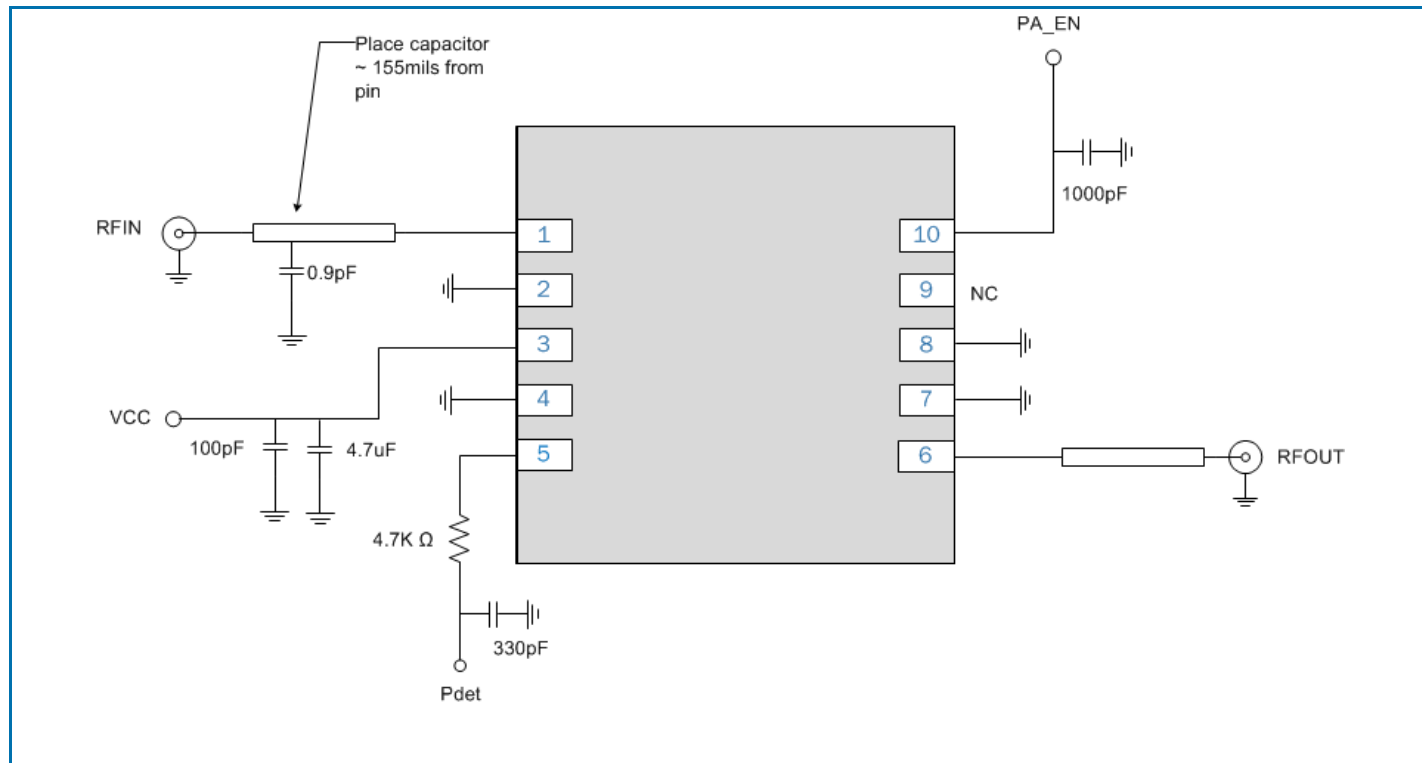 PA_EN
Place capacitor
~ 155mils from
pin
1000pF
RFIN
1
10
0.9pF
2
9
NC
3
8
VCC
4
7
100pF
4.7uF
5
6
RFOUT
4.7K Ω
330pF
Pdet